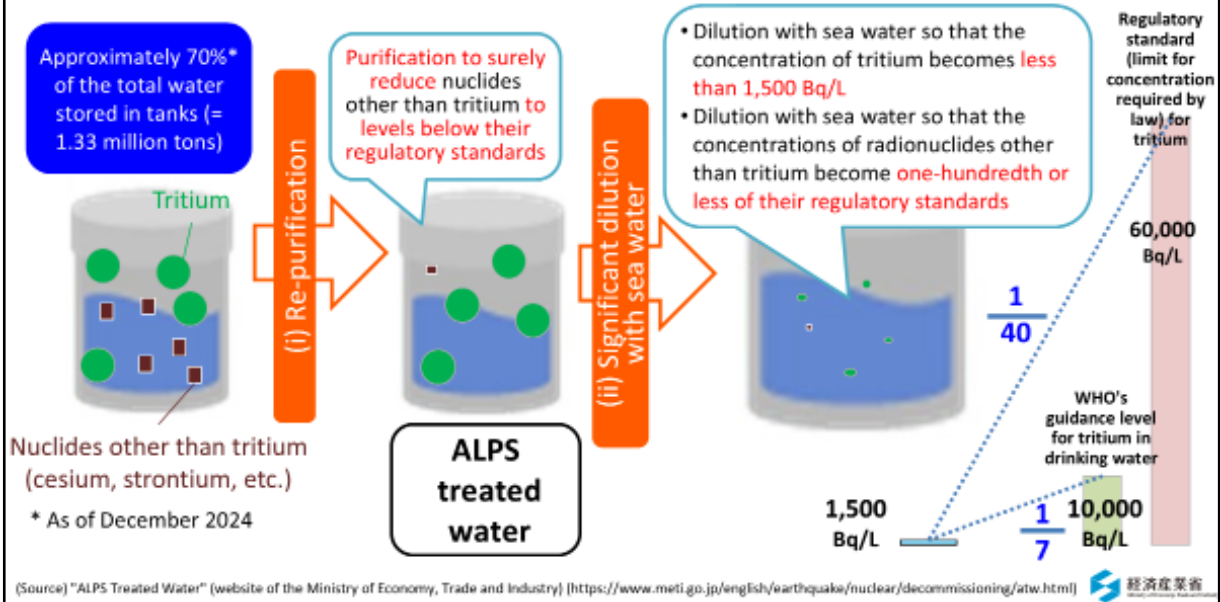 Approximately 70%*
of the total water
stored in tanks (=
1.33 million tons)
Tritium
Nuclides other than tritium
(cesium, strontium, etc.)
* As of December 2024
(i) Re-purification
Purification to surely
reduce nuclides
other than tritium to
levels below their
regulatory standards
ALPS
treated
water
(ii) Significant dilution
with sea water
• Dilution with sea water so that the
concentration of tritium becomes less
than 1,500 Bq/L
• Dilution with sea water so that the
concentrations of radionuclides other
than tritium become one-hundredth or
less of their regulatory standards
Regulatory
standard
(limit for
concentration
required by
law) for
tritium
60,000
Bq/L
1
40
WHO's
guidance level
for tritium in
drinking water
1,500
Bq/L
1
7
10,000
Bq/L
(Source) "ALPS Treated Water" (website of the Ministry of Economy, Trade and Industry) (https://www.meti.go.jp/english/earthquake/nuclear/decommissioning/atw.html)
経済産業省